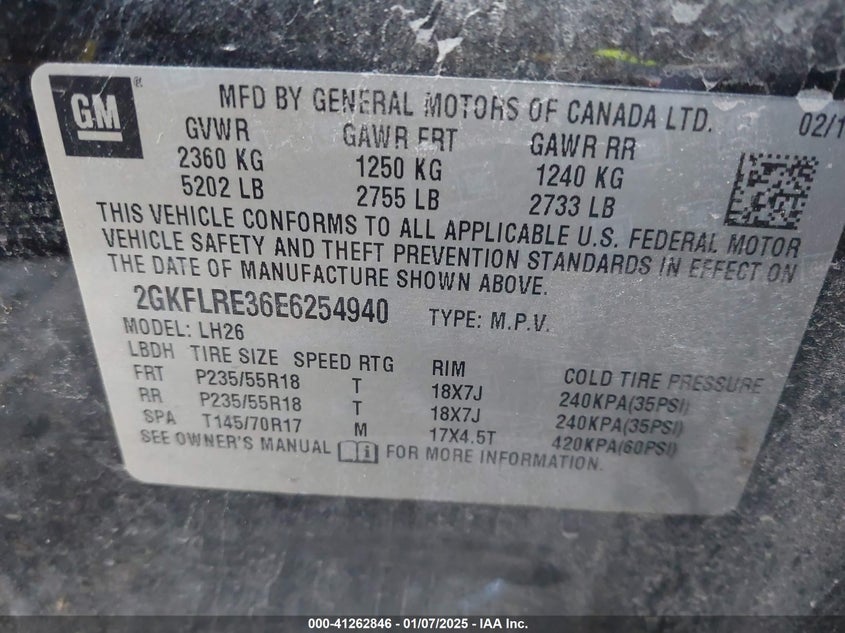 GM ®
MFD BY GENERAL MOTORS OF CANADA LTD. 02/1
GVWR GAWR FRT GAWR RR
2360 KG 1250 KG 1240 KG
5202 LB 2755 LB 2733 LB
THIS VEHICLE CONFORMS TO ALL APPLICABLE U.S. FEDERAL MOTOR
VEHICLE SAFETY AND THEFT PREVENTION STANDARDS IN EFFECT ON
THE DATE OF MANUFACTURE SHOWN ABOVE.
2GKFLRE36E6254940 TYPE: M.P.V.
MODEL: LH26
LBDH TIRE SIZE SPEED RTG RIM COLD TIRE PRESSURE
FRT P235/55R18 T 18X7J 240KPA(35PSI)
RR P235/55R18 T 18X7J 240KPA(35PSI)
SPA T145/70R17 M 17X4.5T 420KPA(60PSI)
SEE OWNER'S MANUAL i FOR MORE INFORMATION.
000-41262846 — 01/07/2025 — IAA Inc.